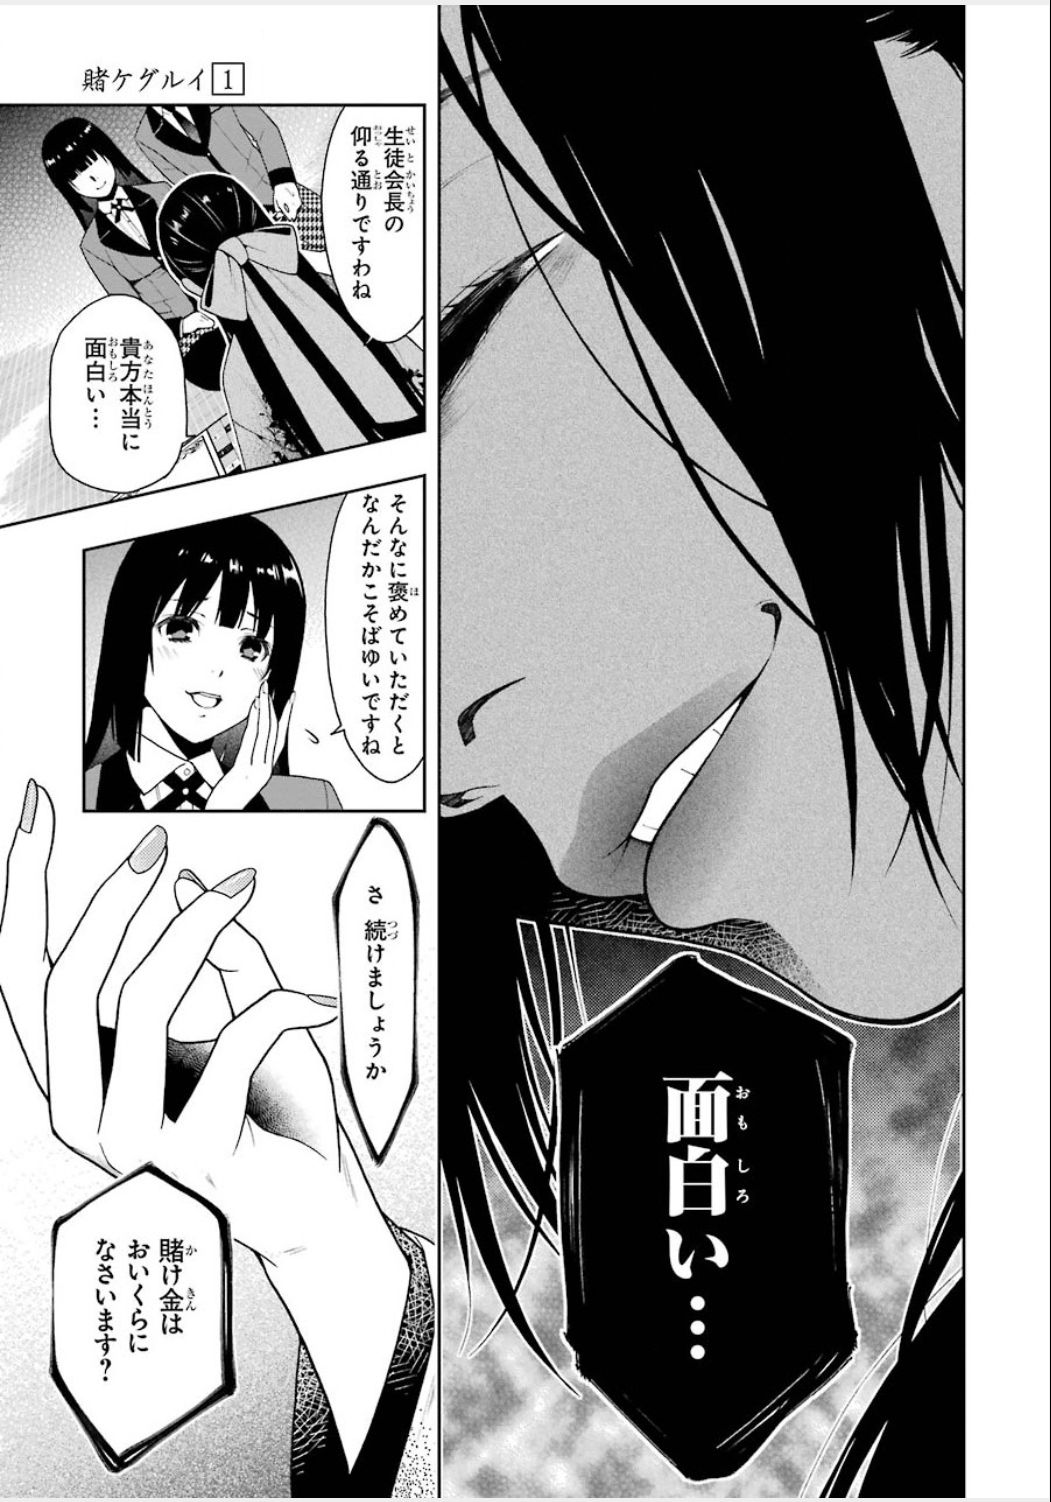 賭ケグルイ1
面白い…
生徒会長の
仰る通りですわね
貴方本当に
面白い…
そんなに褒めていただくと
なんだかこそばゆいですね
さ 続けましょうか
賭け金は
おいくらに
なさいます?